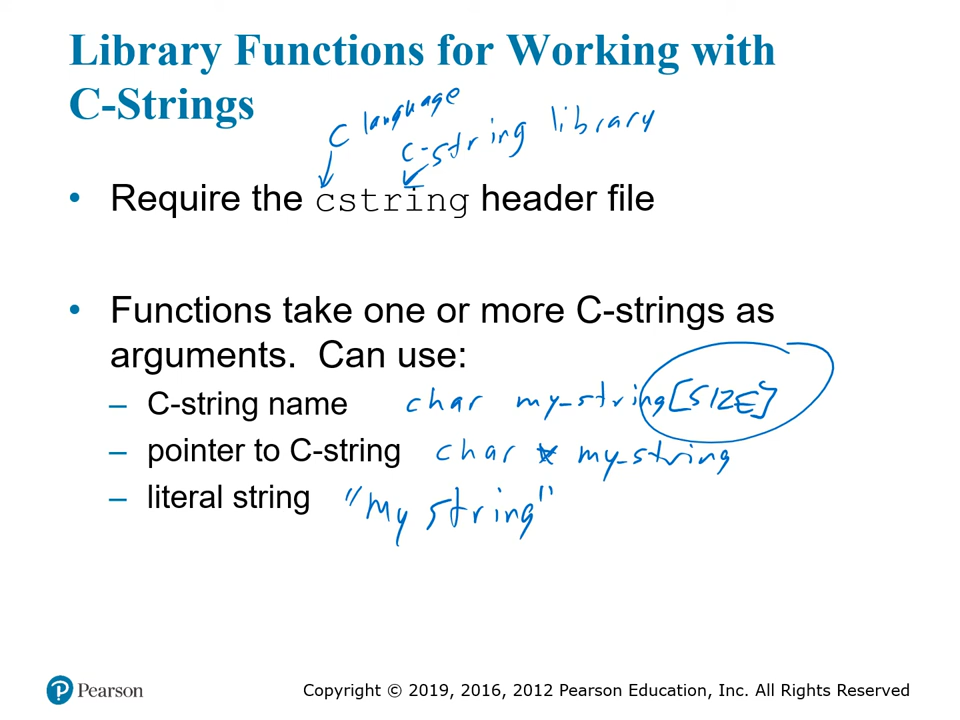 Library Functions for Working with
C-Strings
C language
C-string library
• Require the cstring header file
• Functions take one or more C-strings as
arguments. Can use:
– C-string name char my_string[SIZE]
– pointer to C-string char * my_string
– literal string "My string"
Pearson Copyright © 2019, 2016, 2012 Pearson Education, Inc. All Rights Reserved